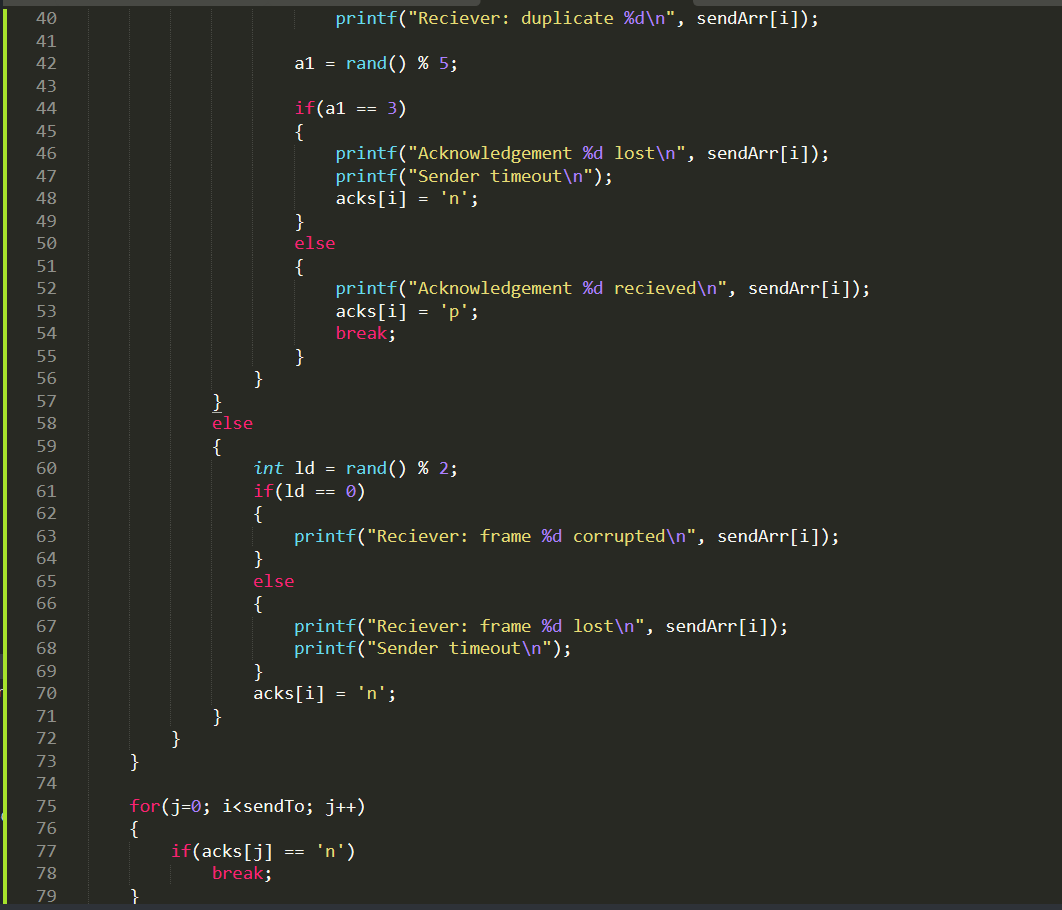 40 printf("Reciever: duplicate %d\n", sendArr[i]);
41
42 a1 = rand() % 5;
43
44 if(a1 == 3)
45 {
46 printf("Acknowledgement %d lost\n", sendArr[i]);
47 printf("Sender timeout\n");
48 acks[i] = 'n';
49 }
50 else
51 {
52 printf("Acknowledgement %d recieved\n", sendArr[i]);
53 acks[i] = 'p';
54 break;
55 }
56 }
57 }
58 else
59 {
60 int ld = rand() % 2;
61 if(ld == 0)
62 {
63 printf("Reciever: frame %d corrupted\n", sendArr[i]);
64 }
65 else
66 {
67 printf("Reciever: frame %d lost\n", sendArr[i]);
68 printf("Sender timeout\n");
69 }
70 acks[i] = 'n';
71 }
72 }
73 }
74
75 for(j=0; i<sendTo; j++)
76 {
77 if(acks[j] == 'n')
78 break;
79 }